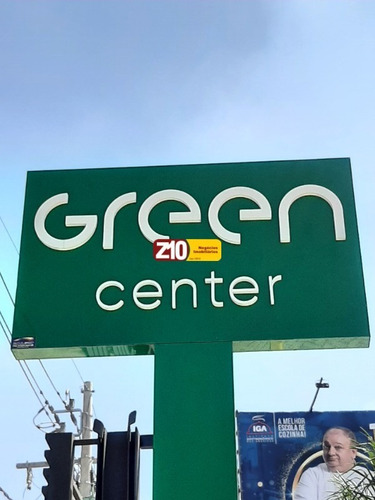 Green
Z10 Negócios
Imobiliários
center
IGA
A MELHOR
ESCOLA DE
COZINHA!